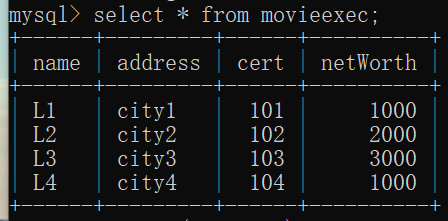 mysql> select * from movieexec;
+------+---------+------+----------+
| name | address | cert | netWorth |
+------+---------+------+----------+
| L1   | city1   |  101 |     1000 |
| L2   | city2   |  102 |     2000 |
| L3   | city3   |  103 |     3000 |
| L4   | city4   |  104 |     1000 |
+------+---------+------+----------+